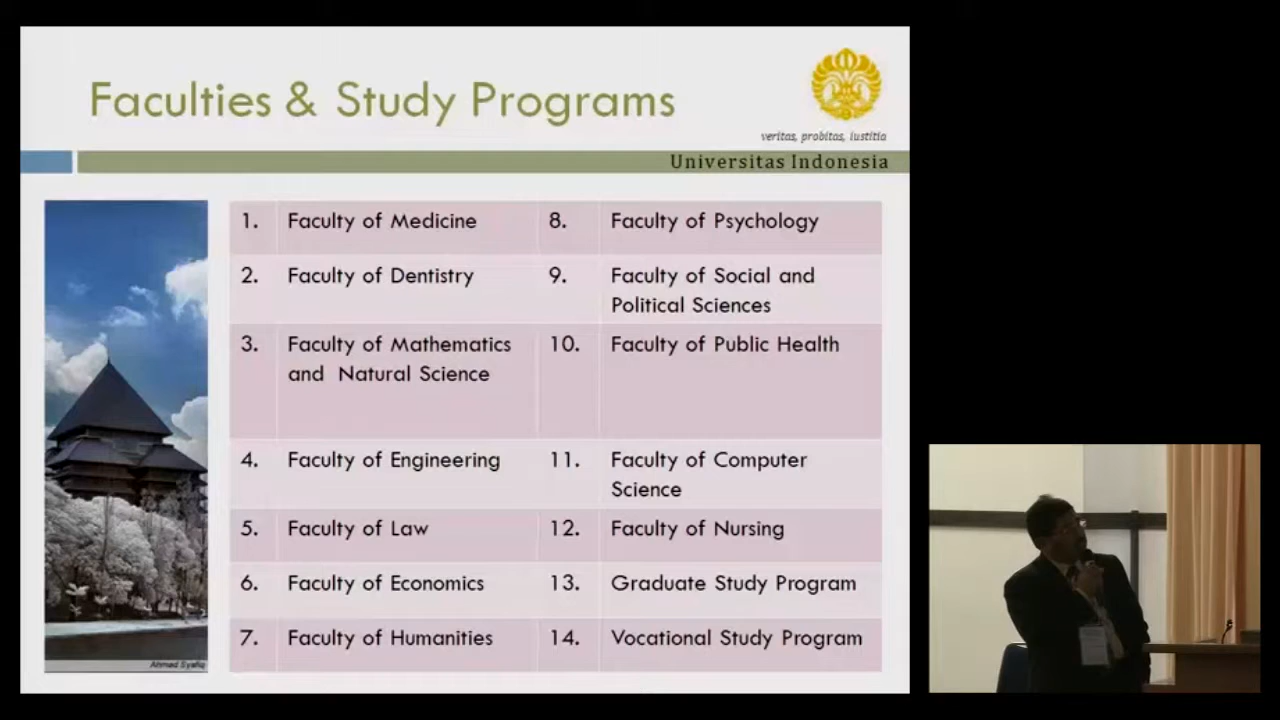 Faculties & Study Programs
veritas, probitas, iustitia
Universitas Indonesia
1. Faculty of Medicine
2. Faculty of Dentistry
3. Faculty of Mathematics
and Natural Science
4. Faculty of Engineering
5. Faculty of Law
6. Faculty of Economics
7. Faculty of Humanities
8. Faculty of Psychology
9. Faculty of Social and
Political Sciences
10. Faculty of Public Health
11. Faculty of Computer
Science
12. Faculty of Nursing
13. Graduate Study Program
14. Vocational Study Program
Ahmad Syafiq